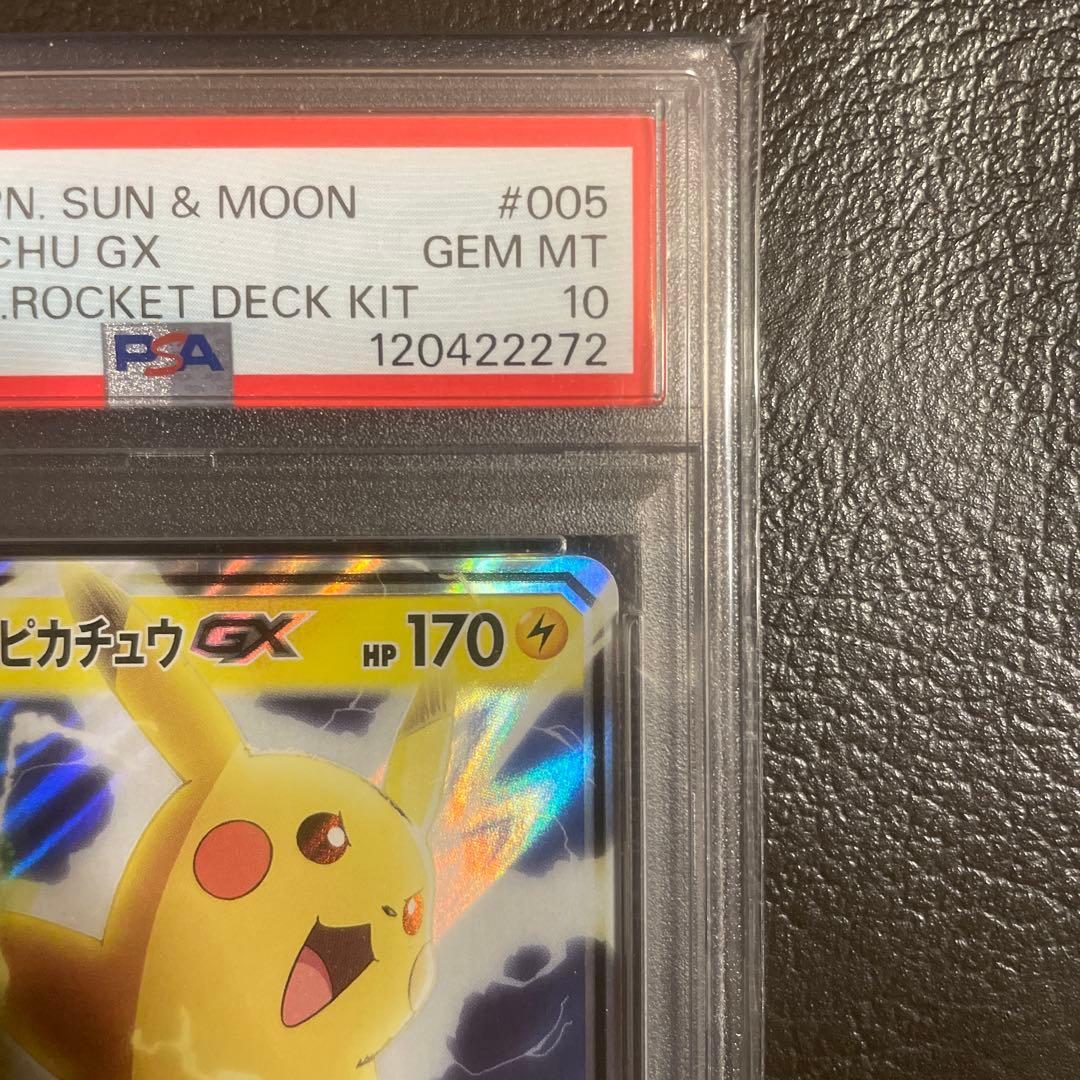 PN. SUN & MOON #005
CHU GX GEM MT
.ROCKET DECK KIT 10
PSA 120422272
ピカチュウGX HP 170